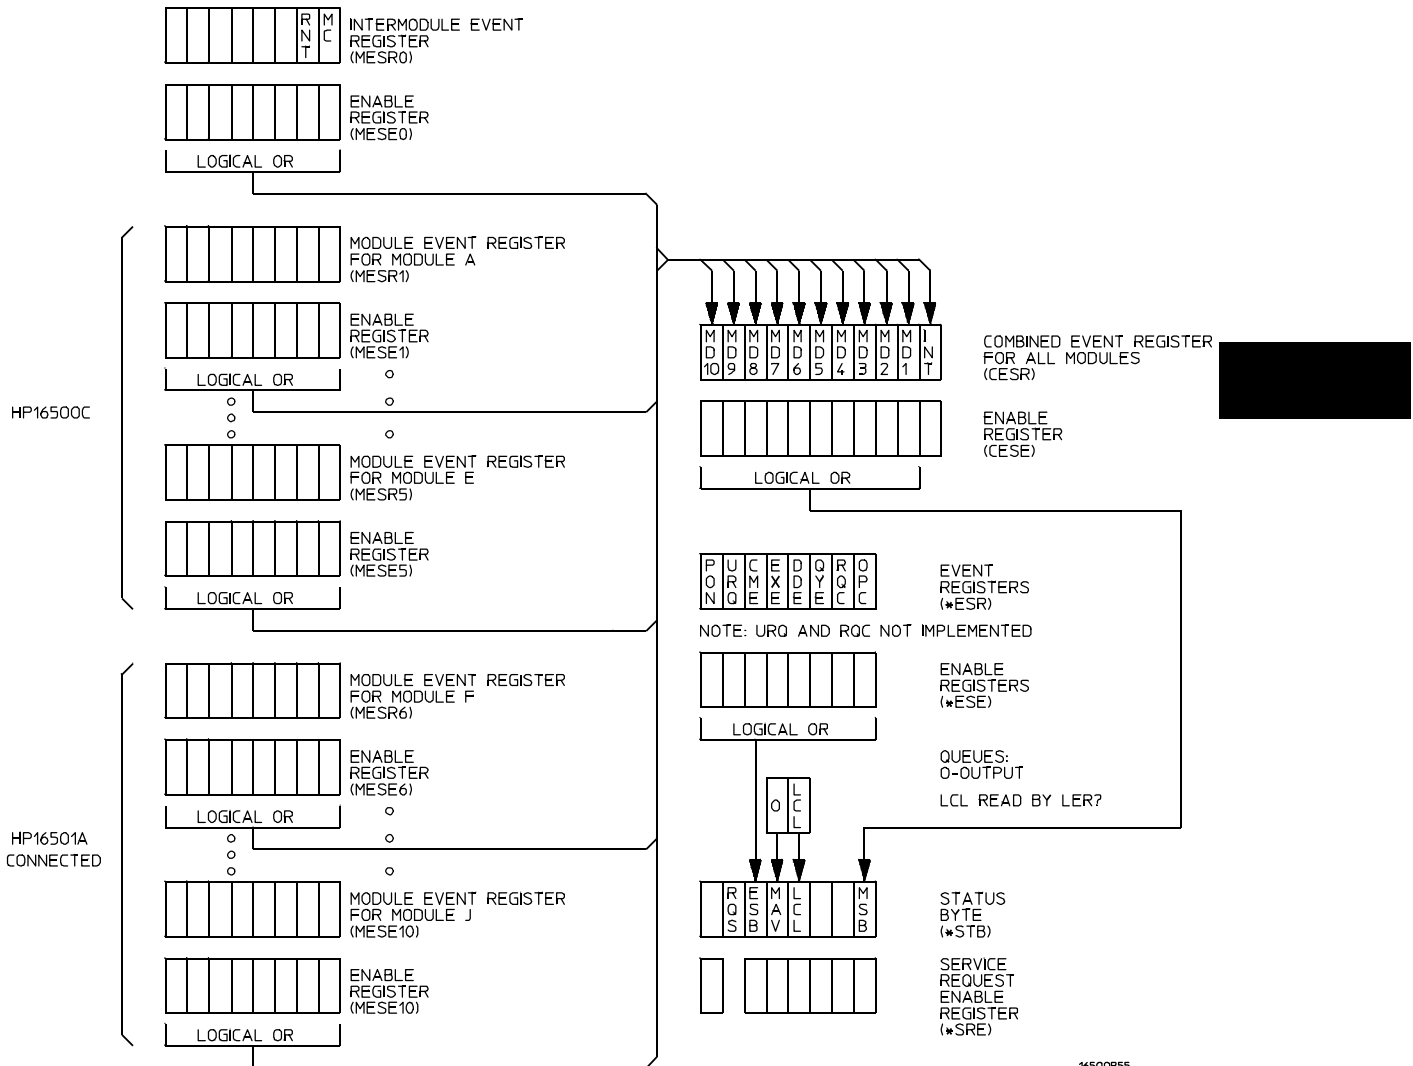 R
N
T
M
C
INTERMODULE EVENT
REGISTER
(MESR0)
ENABLE
REGISTER
(MESE0)
LOGICAL OR
HP16500C
MODULE EVENT REGISTER
FOR MODULE A
(MESR1)
ENABLE
REGISTER
(MESE1)
LOGICAL OR
MODULE EVENT REGISTER
FOR MODULE E
(MESR5)
ENABLE
REGISTER
(MESE5)
LOGICAL OR
HP16501A
CONNECTED
MODULE EVENT REGISTER
FOR MODULE F
(MESR6)
ENABLE
REGISTER
(MESE6)
LOGICAL OR
MODULE EVENT REGISTER
FOR MODULE J
(MESE10)
ENABLE
REGISTER
(MESE10)
LOGICAL OR
M M M M M M M M M M I
D D D D D D D D D D N
10 9 8 7 6 5 4 3 2 1 T
COMBINED EVENT REGISTER
FOR ALL MODULES
(CESR)
ENABLE
REGISTER
(CESE)
LOGICAL OR
P U C E D Q R O
O R M X D Y Q P
N Q E E E E C C
EVENT
REGISTERS
(*ESR)
NOTE: URQ AND RQC NOT IMPLEMENTED
ENABLE
REGISTERS
(*ESE)
LOGICAL OR
QUEUES:
O-OUTPUT
LCL READ BY LER?
O
L
C
L
R E M L M
Q S A C S
S B V L B
STATUS
BYTE
(*STB)
SERVICE
REQUEST
ENABLE
REGISTER
(*SRE)